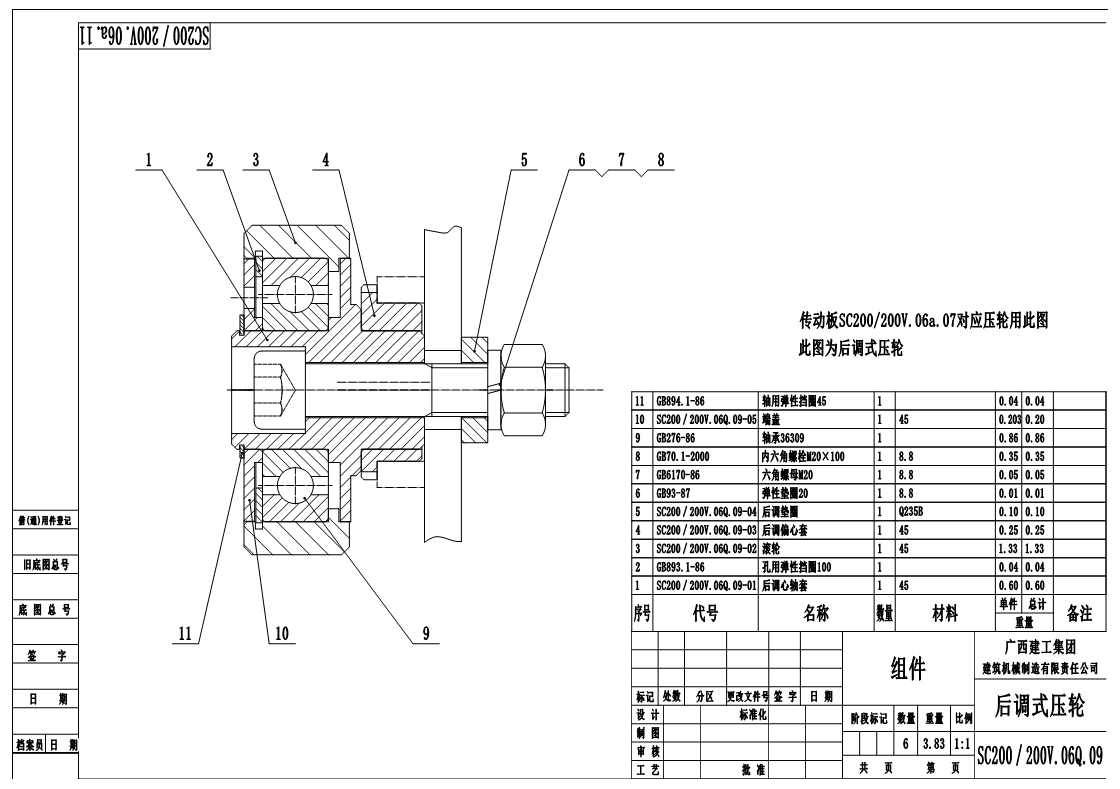 SC200/200V.06a.11
1 2 3 4 5 6 7 8
传动板SC200/200V.06a.07对应压轮用此图
此图为后调式压轮
11 GB894.1-86 轴用弹性挡圈45 1 0.04 0.04
10 SC200/200V.06Q.09-05 端盖 1 45 0.203 0.20
9 GB276-86 轴承36309 1 0.86 0.86
8 GB70.1-2000 内六角螺栓M20×100 1 8.8 0.35 0.35
7 GB6170-86 六角螺母M20 1 8.8 0.05 0.05
6 GB93-87 弹性垫圈20 1 8.8 0.01 0.01
5 SC200/200V.06Q.09-04 后调垫圈 1 Q235B 0.10 0.10
4 SC200/200V.06Q.09-03 后调偏心套 1 45 0.25 0.25
3 SC200/200V.06Q.09-02 滚轮 1 45 1.33 1.33
2 GB893.1-86 孔用弹性挡圈100 1 0.04 0.04
1 SC200/200V.06Q.09-01 后调心轴套 1 45 0.60 0.60
序号 代号 名称 数量 材料 单件 总计 重量 备注
11 10 9
借(通)用件登记
旧底图总号
底图总号
签字
日期
档案员 日期
标记 处数 分区 更改文件号 签字 日期
设计 标准化
制图
审核
工艺 批准
组件
阶段标记 数量 重量 比例
6 3.83 1:1
共 页 第 页
广西建工集团
建筑机械制造有限责任公司
后调式压轮
SC200/200V.06Q.09